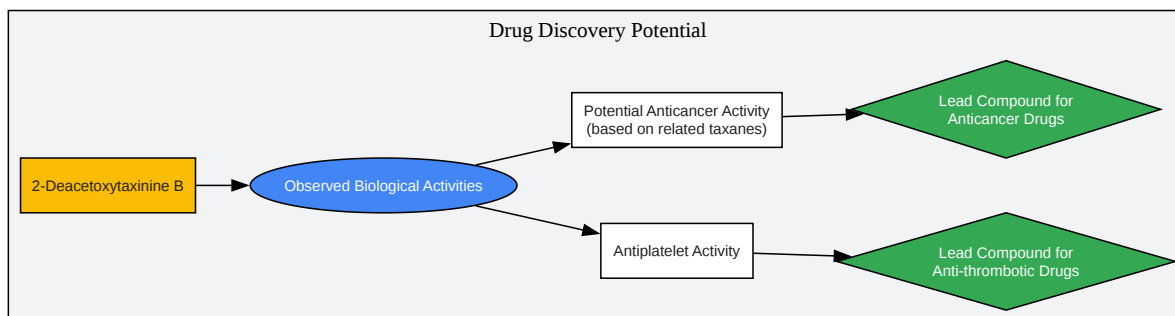 Drug Discovery Potential
2-Deacetoxytaxinine B
Observed Biological Activities
Potential Anticancer Activity
(based on related taxanes)
Lead Compound for
Anticancer Drugs
Antiplatelet Activity
Lead Compound for
Anti-thrombotic Drugs